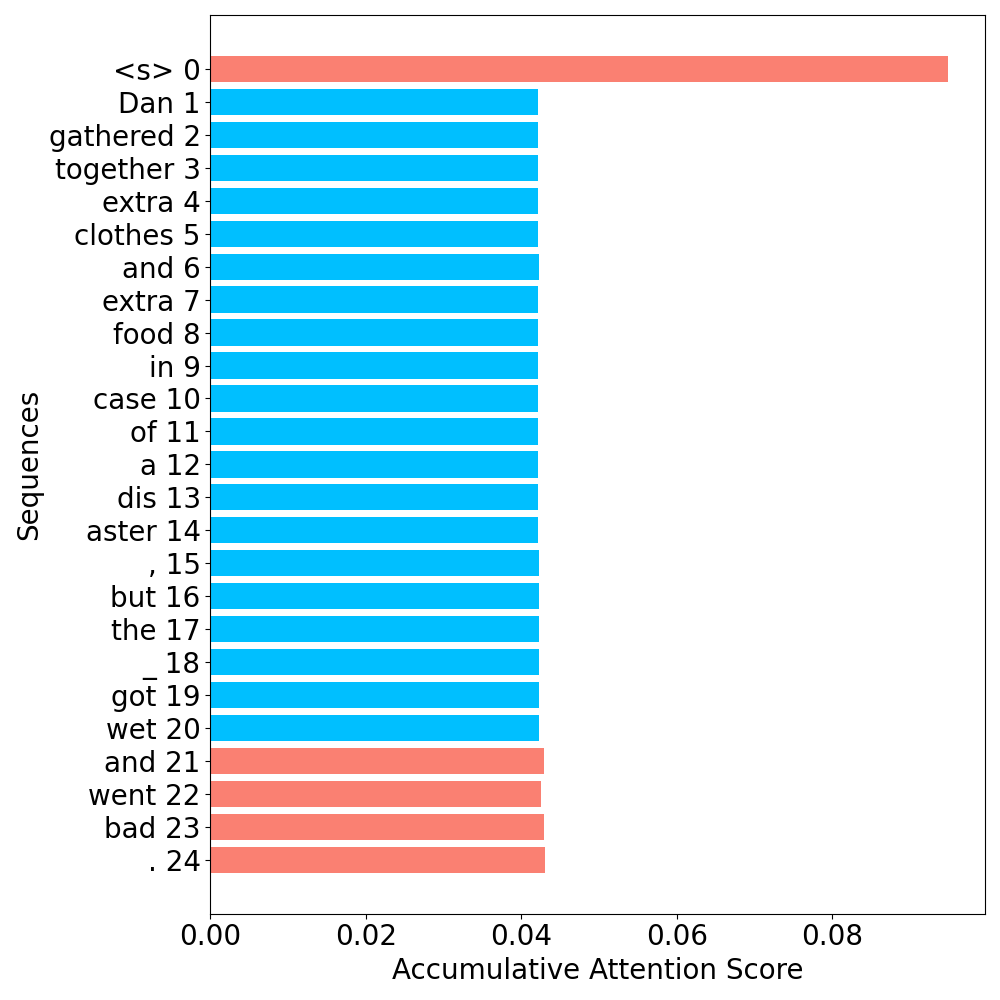 <s> 0
Dan 1
gathered 2
together 3
extra 4
clothes 5
and 6
extra 7
food 8
in 9
case 10
of 11
a 12
dis 13
aster 14
, 15
but 16
the 17
_ 18
got 19
wet 20
and 21
went 22
bad 23
. 24
Sequences
0.00 0.02 0.04 0.06 0.08
Accumulative Attention Score